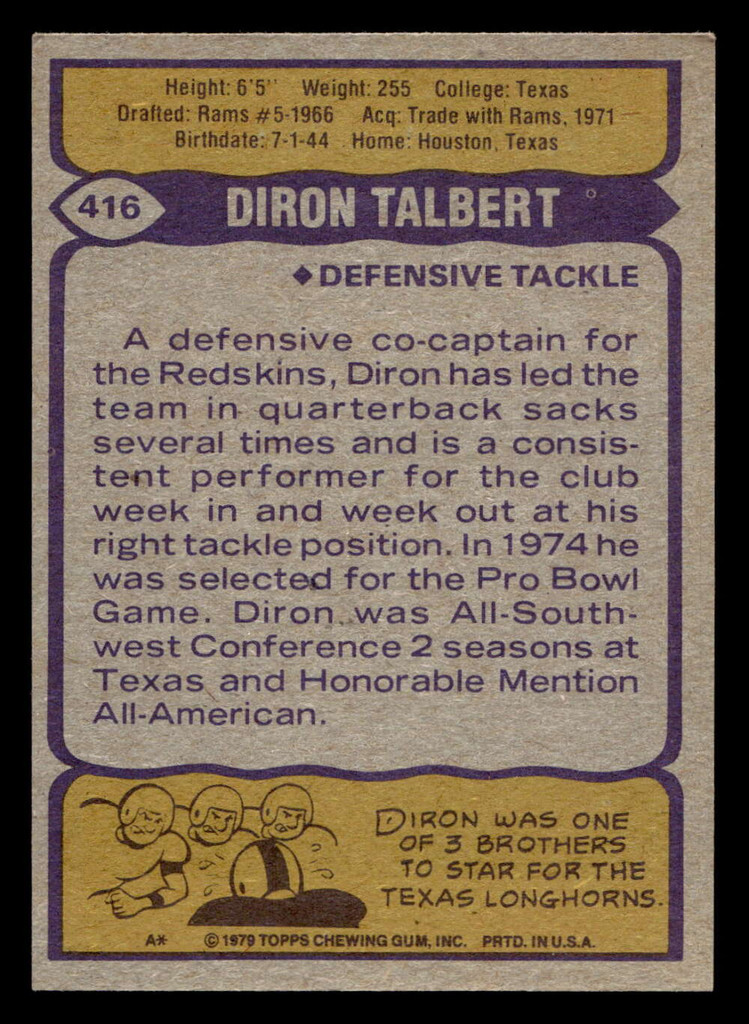 Height: 6'5" Weight: 255 College: Texas
Drafted: Rams #5-1966 Acq: Trade with Rams, 1971
Birthdate: 7-1-44 Home: Houston, Texas
416 DIRON TALBERT
◆DEFENSIVE TACKLE
A defensive co-captain for
the Redskins, Diron has led the
team in quarterback sacks
several times and is a consis-
tent performer for the club
week in and week out at his
right tackle position. In 1974 he
was selected for the Pro Bowl
Game. Diron was All-South-
west Conference 2 seasons at
Texas and Honorable Mention
All-American.
DIRON WAS ONE
OF 3 BROTHERS
TO STAR FOR THE
TEXAS LONGHORNS.
A* © 1979 TOPPS CHEWING GUM, INC. PRTD. IN U.S.A.